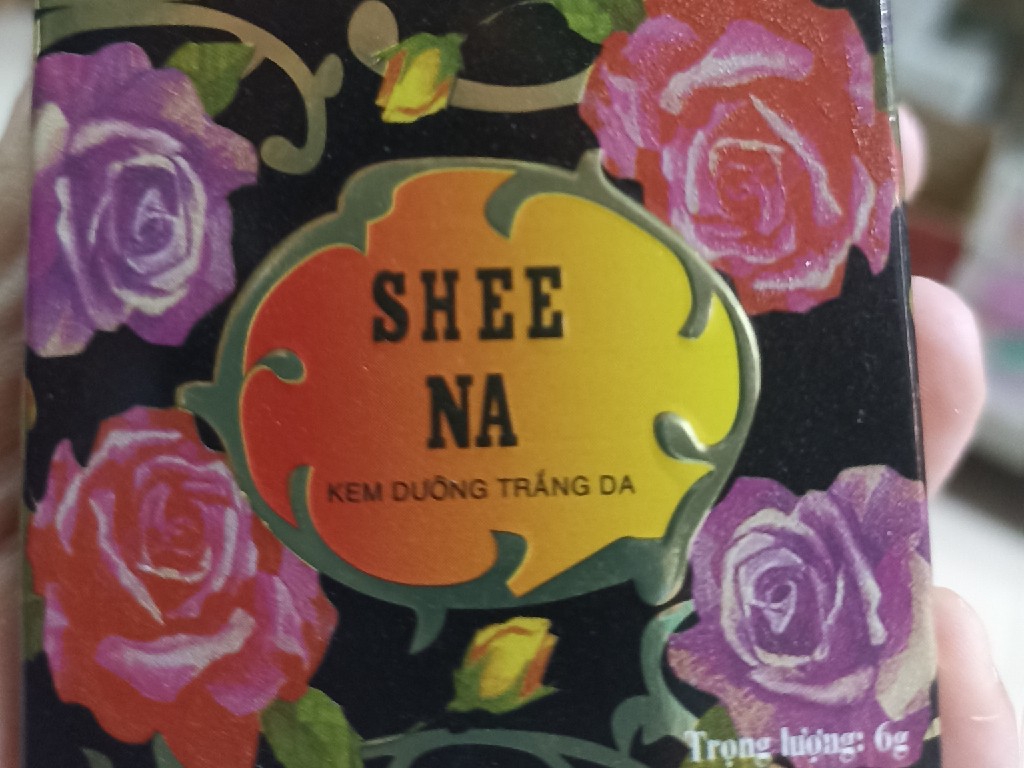 SHEE
NA
KEM DƯỠNG TRẮNG DA
Trọng lượng: 6g